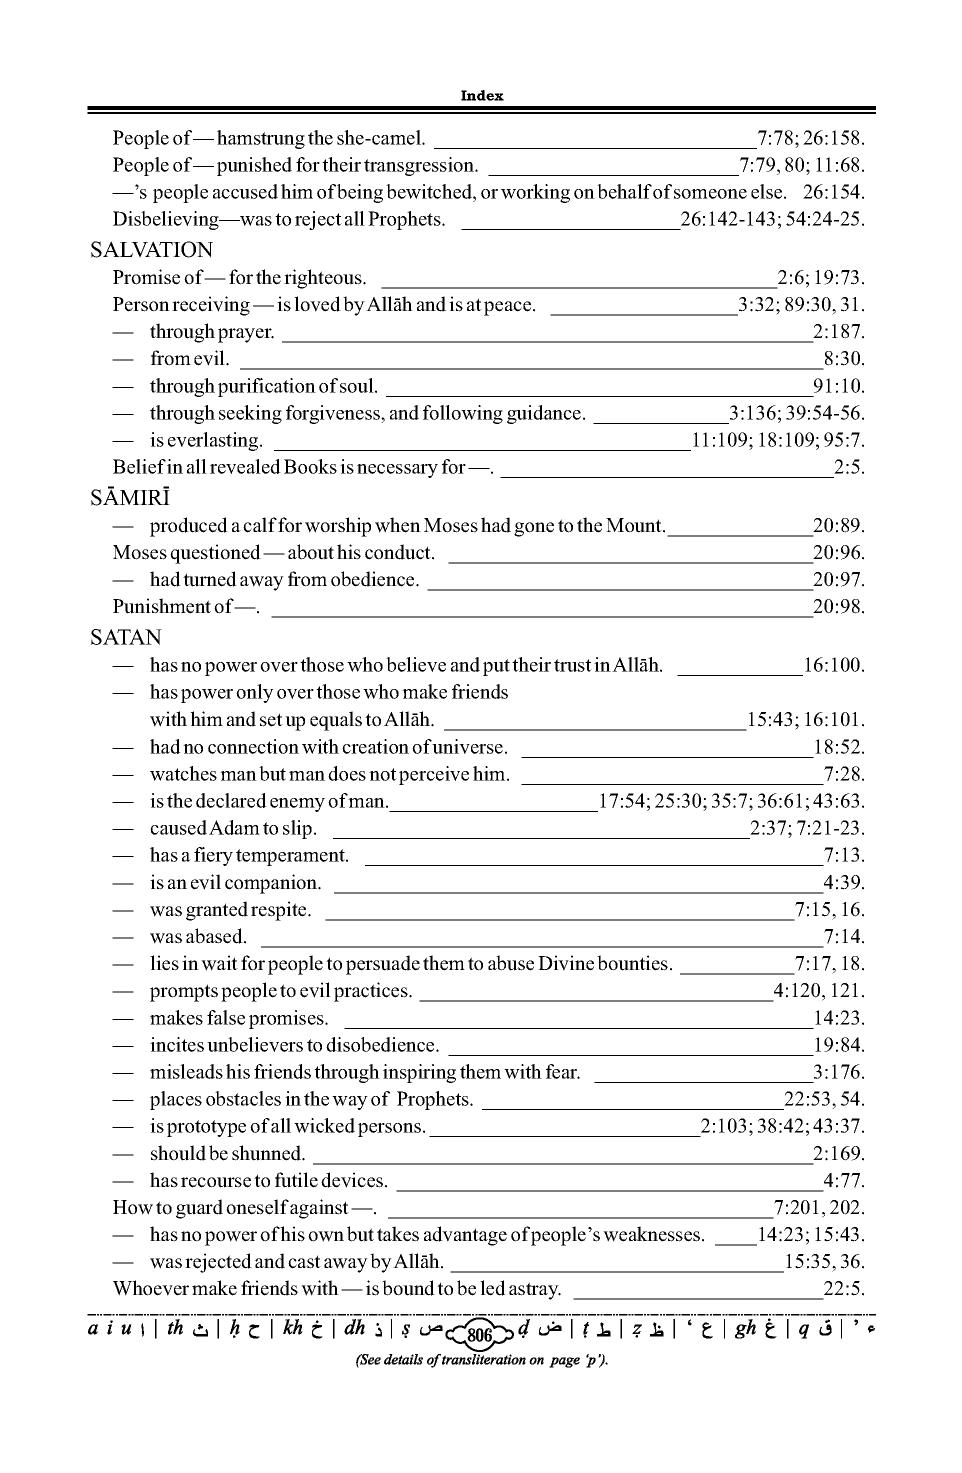 Index
People of — hamstrung the she-camel. 7:78; 26:158.
People of — punished for their transgression. 7:79, 80; 11:68.
—’s people accused him of being bewitched, or working on behalf of someone else. 26:154.
Disbelieving—was to reject all Prophets. 26:142-143; 54:24-25.
SALVATION
Promise of — for the righteous. 2:6; 19:73.
Person receiving — is loved by Allāh and is at peace. 3:32; 89:30, 31.
— through prayer. 2:187.
— from evil. 8:30.
— through purification of soul. 91:10.
— through seeking forgiveness, and following guidance. 3:136; 39:54-56.
— is everlasting. 11:109; 18:109; 95:7.
Belief in all revealed Books is necessary for —. 2:5.
SĀMIRĪ
— produced a calf for worship when Moses had gone to the Mount. 20:89.
Moses questioned — about his conduct. 20:96.
— had turned away from obedience. 20:97.
Punishment of —. 20:98.
SATAN
— has no power over those who believe and put their trust in Allāh. 16:100.
— has power only over those who make friends
with him and set up equals to Allāh. 15:43; 16:101.
— had no connection with creation of universe. 18:52.
— watches man but man does not perceive him. 7:28.
— is the declared enemy of man. 17:54; 25:30; 35:7; 36:61; 43:63.
— caused Adam to slip. 2:37; 7:21-23.
— has a fiery temperament. 7:13.
— is an evil companion. 4:39.
— was granted respite. 7:15, 16.
— was abased. 7:14.
— lies in wait for people to persuade them to abuse Divine bounties. 7:17, 18.
— prompts people to evil practices. 4:120, 121.
— makes false promises. 14:23.
— incites unbelievers to disobedience. 19:84.
— misleads his friends through inspiring them with fear. 3:176.
— places obstacles in the way of Prophets. 22:53, 54.
— is prototype of all wicked persons. 2:103; 38:42; 43:37.
— should be shunned. 2:169.
— has recourse to futile devices. 4:77.
How to guard oneself against —. 7:201, 202.
— has no power of his own but takes advantage of people’s weaknesses. 14:23; 15:43.
— was rejected and cast away by Allāh. 15:35, 36.
Whoever make friends with — is bound to be led astray. 22:5.
a i u ا | th ث | ḥ ح | kh خ | dh ذ | ṣ ص 806 ḍ ض | ṭ ط | ẓ ظ | ‘ ع | gh غ | q ق | ’ ء
(See details of transliteration on page ‘p’).